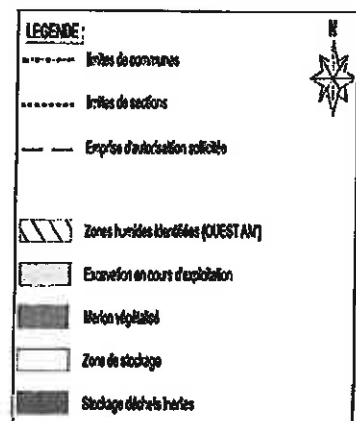 LEGENDE :
N
limites de communes
limites de sections
Emprise d'autorisation sollicitée
Zones humides identifiées (OUEST AM')
Excavation en cours d'exploitation
Merlon végétalisé
Zone de stockage
Stockage déchets inertes